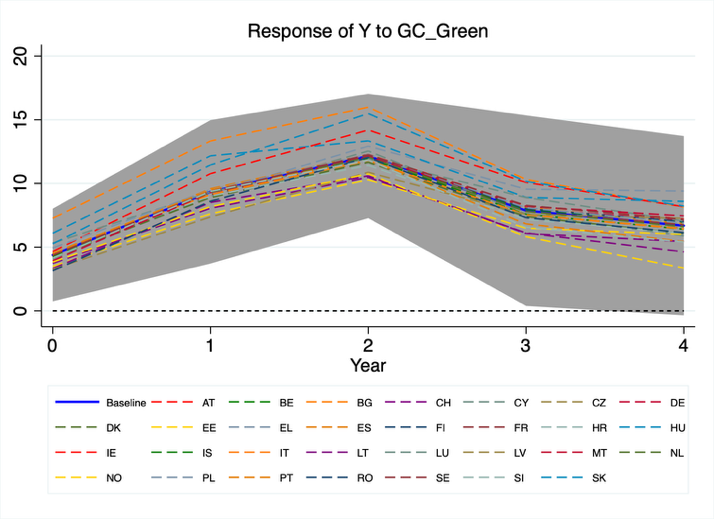 Response of Y to GC_Green
20
15
10
5
0
0 1 2 3 4
Year
Baseline AT BE BG CH CY CZ DE
DK EE EL ES FI FR HR HU
IE IS IT LT LU LV MT NL
NO PL PT RO SE SI SK